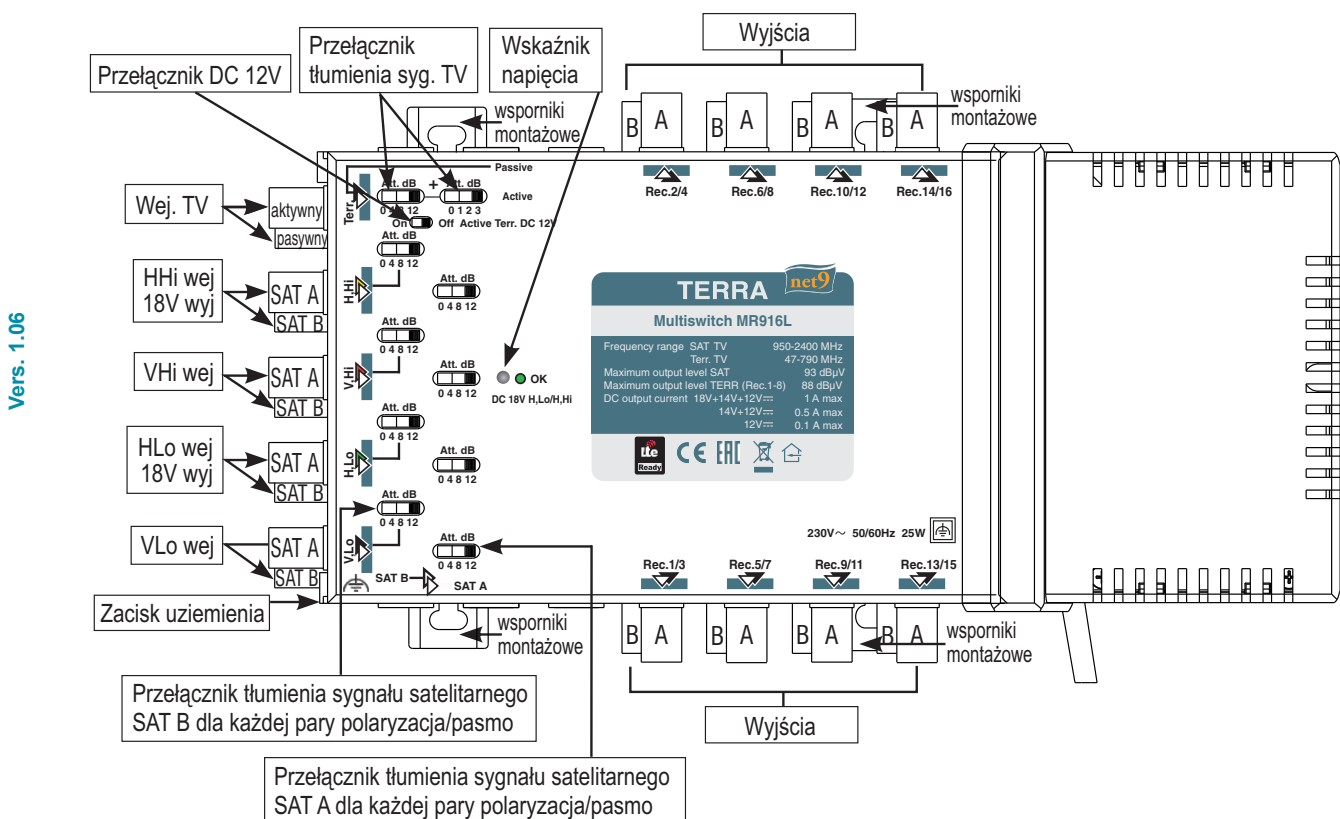 Wyjścia
Przełącznik
tłumienia syg. TV
Wskaźnik
napięcia
Przełącznik DC 12V
wsporniki
montażowe
wsporniki
montażowe
B A
B A
B A
B A
Passive
Att. dB + Att. dB
Active
0 4 8 12
0 1 2 3
Terr.
On Off Active Terr. DC 12V
Rec.2/4
Rec.6/8
Rec.10/12
Rec.14/16
Wej. TV
aktywny
pasywny
HHi wej
18V wyj
SAT A
SAT B
H,Hi
Att. dB
0 4 8 12
Att. dB
0 4 8 12
VHi wej
SAT A
SAT B
V,Hi
Att. dB
0 4 8 12
Att. dB
0 4 8 12
OK
DC 18V H,Lo/H,Hi
HLo wej
18V wyj
SAT A
SAT B
H,Lo
Att. dB
0 4 8 12
Att. dB
0 4 8 12
VLo wej
SAT A
SAT B
V,Lo
Att. dB
0 4 8 12
Att. dB
0 4 8 12
SAT B
SAT A
TERRA net9
Multiswitch MR916L
Frequency range SAT TV 950-2400 MHz
Terr. TV 47-790 MHz
Maximum output level SAT 93 dBµV
Maximum output level TERR (Rec.1-8) 88 dBµV
DC output current 18V+14V+12V 1 A max
14V+12V 0.5 A max
12V 0.1 A max
lte
Ready
CE EAC
230V~ 50/60Hz 25W
Rec.1/3
Rec.5/7
Rec.9/11
Rec.13/15
- +
Zacisk uziemienia
wsporniki
montażowe
B A
B A
B A
B A
wsporniki
montażowe
Przełącznik tłumienia sygnału satelitarnego
SAT B dla każdej pary polaryzacja/pasmo
Wyjścia
Przełącznik tłumienia sygnału satelitarnego
SAT A dla każdej pary polaryzacja/pasmo
Vers. 1.06